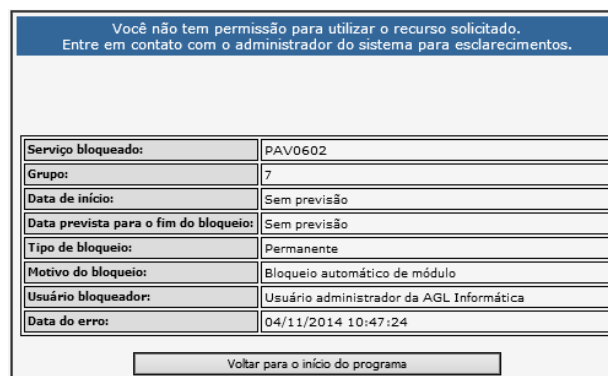 Você não tem permissão para utilizar o recurso solicitado.
Entre em contato com o administrador do sistema para esclarecimentos.
Serviço bloqueado: PAV0602
Grupo: 7
Data de início: Sem previsão
Data prevista para o fim do bloqueio: Sem previsão
Tipo de bloqueio: Permanente
Motivo do bloqueio: Bloqueio automático de módulo
Usuário bloqueador: Usuário administrador da AGL Informática
Data do erro: 04/11/2014 10:47:24
Voltar para o início do programa